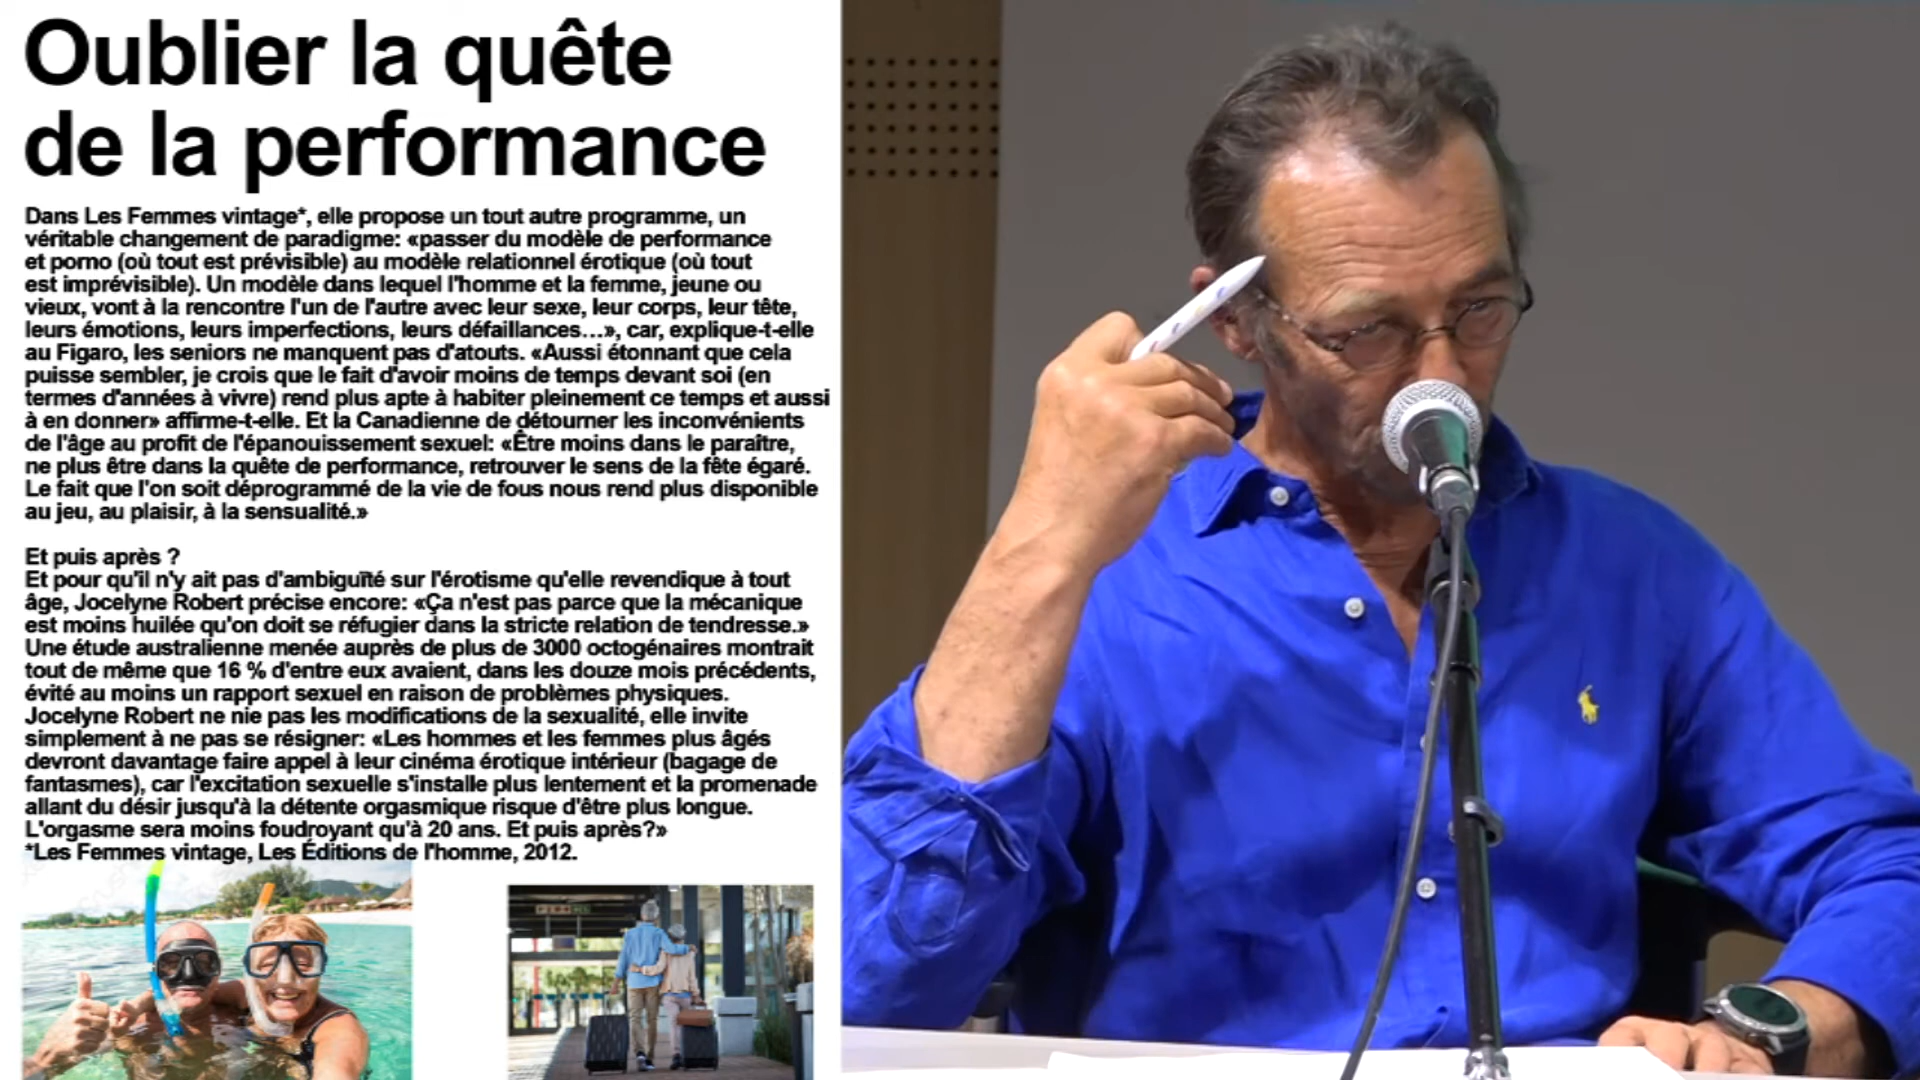 Oublier la quête
de la performance
Dans Les Femmes vintage*, elle propose un tout autre programme, un
véritable changement de paradigme: «passer du modèle de performance
et porno (où tout est prévisible) au modèle relationnel érotique (où tout
est imprévisible). Un modèle dans lequel l'homme et la femme, jeune ou
vieux, vont à la rencontre l'un de l'autre avec leur sexe, leur corps, leur tête,
leurs émotions, leurs imperfections, leurs défaillances…», car, explique-t-elle
au Figaro, les seniors ne manquent pas d'atouts. «Aussi étonnant que cela
puisse sembler, je crois que le fait d'avoir moins de temps devant soi (en
termes d'années à vivre) rend plus apte à habiter pleinement ce temps et aussi
à en donner» affirme-t-elle. Et la Canadienne de détourner les inconvénients
de l'âge au profit de l'épanouissement sexuel: «Être moins dans le paraître,
ne plus être dans la quête de performance, retrouver le sens de la fête égaré.
Le fait que l'on soit déprogrammé de la vie de fous nous rend plus disponible
au jeu, au plaisir, à la sensualité.»
Et puis après ?
Et pour qu'il n'y ait pas d'ambiguïté sur l'érotisme qu'elle revendique à tout
âge, Jocelyne Robert précise encore: «Ça n'est pas parce que la mécanique
est moins huilée qu'on doit se réfugier dans la stricte relation de tendresse.»
Une étude australienne menée auprès de plus de 3000 octogénaires montrait
tout de même que 16 % d'entre eux avaient, dans les douze mois précédents,
évité au moins un rapport sexuel en raison de problèmes physiques.
Jocelyne Robert ne nie pas les modifications de la sexualité, elle invite
simplement à ne pas se résigner: «Les hommes et les femmes plus âgés
devront davantage faire appel à leur cinéma érotique intérieur (bagage de
fantasmes), car l'excitation sexuelle s'installe plus lentement et la promenade
allant du désir jusqu'à la détente orgasmique risque d'être plus longue.
L'orgasme sera moins foudroyant qu'à 20 ans. Et puis après?»
*Les Femmes vintage, Les Éditions de l'homme, 2012.